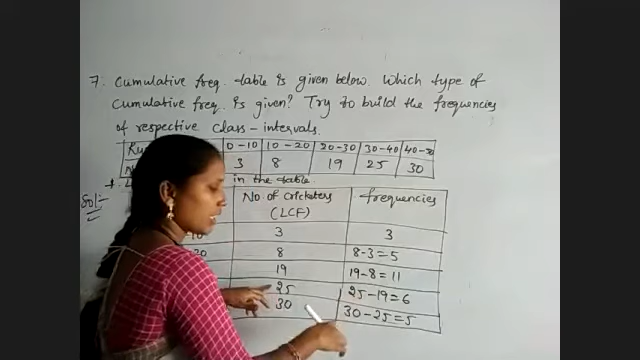 7. Cumulative freq. table is given below. Which type of
Cumulative freq. is given? Try to build the frequencies
of respective class-intervals.
Ru 0-10 10-20 20-30 30-40
3 8 19 25 30
in the table.
Sol:- No. of cricketers frequencies
(LCF)
3 3
8 8-3=5
19 19-8=11
25 25-19=6
30 30-25=5